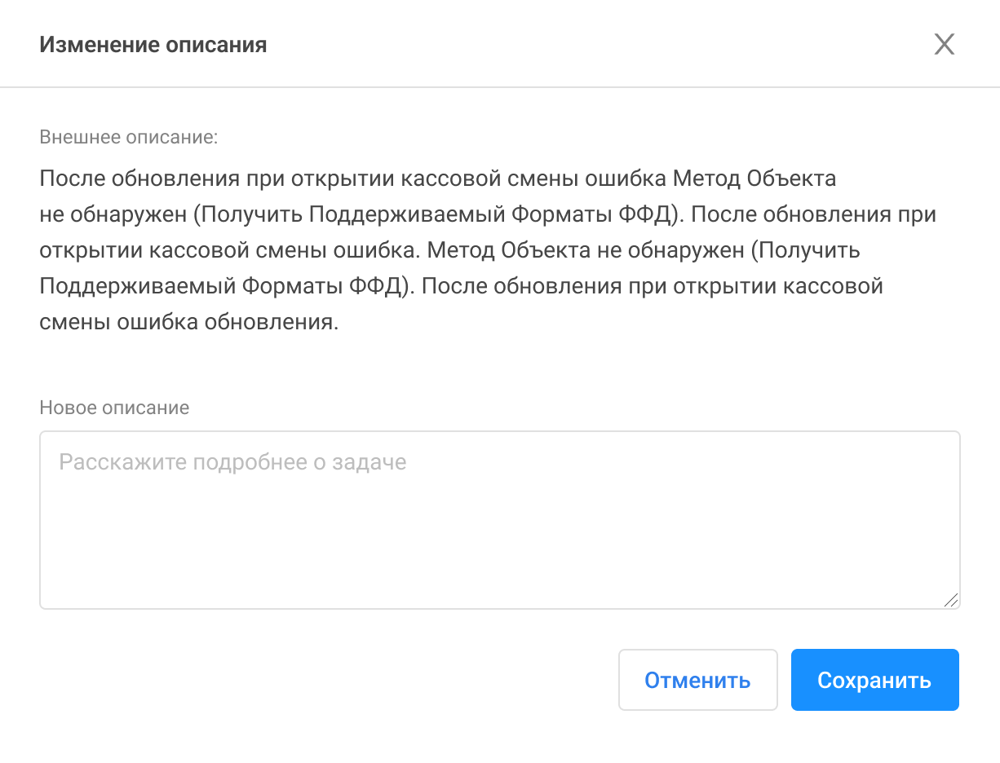 Изменение описания
Внешнее описание:
После обновления при открытии кассовой смены ошибка Метод Объекта
не обнаружен (Получить Поддерживаемый Форматы ФФД). После обновления при
открытии кассовой смены ошибка. Метод Объекта не обнаружен (Получить
Поддерживаемый Форматы ФФД). После обновления при открытии кассовой
смены ошибка обновления.
Новое описание
Расскажите подробнее о задаче
Отменить
Сохранить